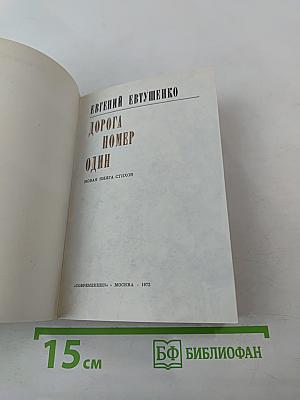 ЕВГЕНИЙ ЕВТУШЕНКО
ДОРОГА
НОМЕР
ОДИН
НОВАЯ КНИГА СТИХОВ
«СОВРЕМЕННИК» · МОСКВА · 1972
15 см
БФ БИБЛИОФАН